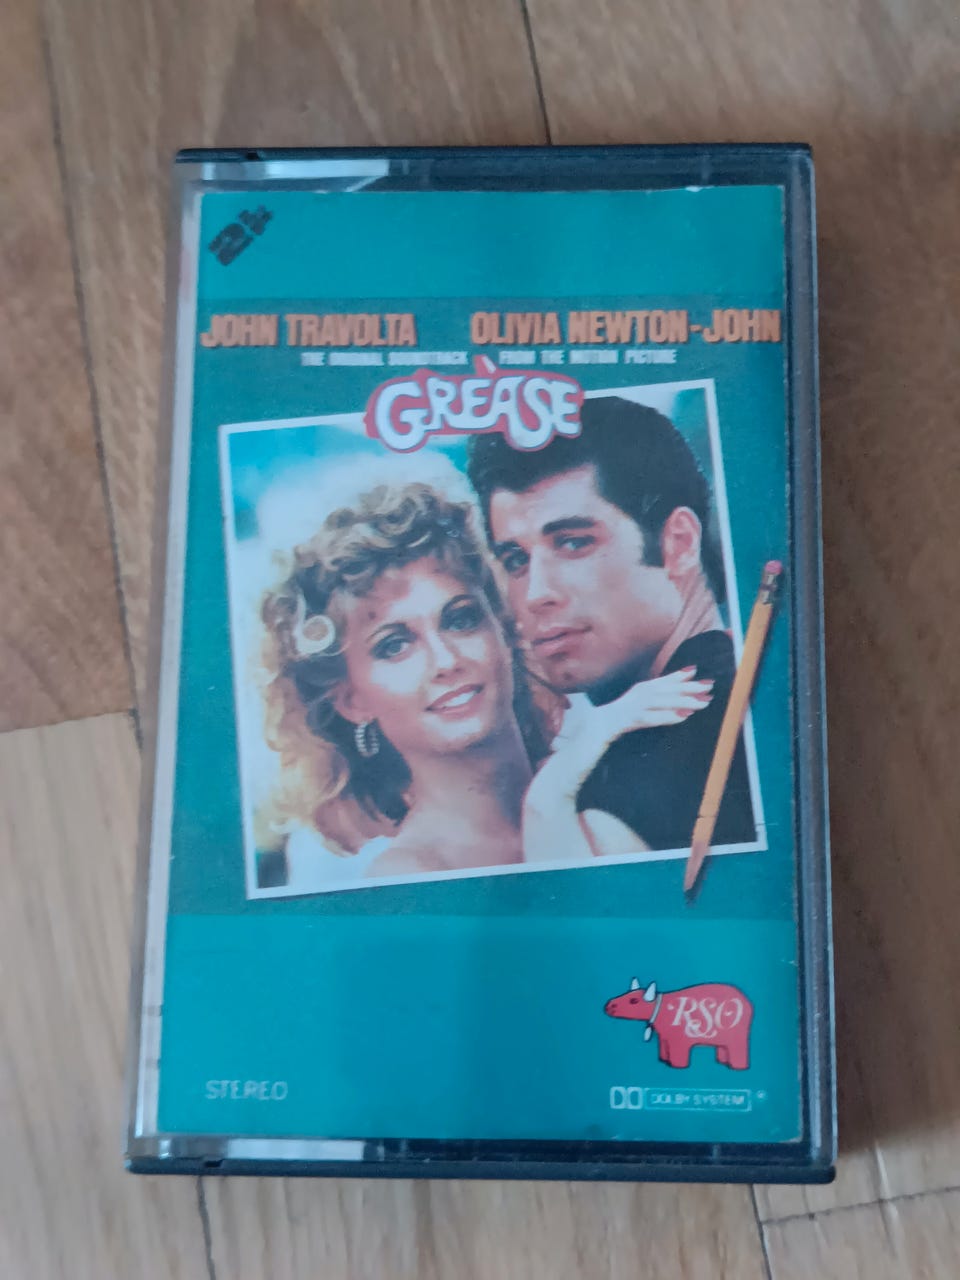 JOHN TRAVOLTA OLIVIA NEWTON-JOHN
THE ORIGINAL SOUNDTRACK FROM THE MOTION PICTURE
GREASE
RSO
STEREO
DOLBY SYSTEM